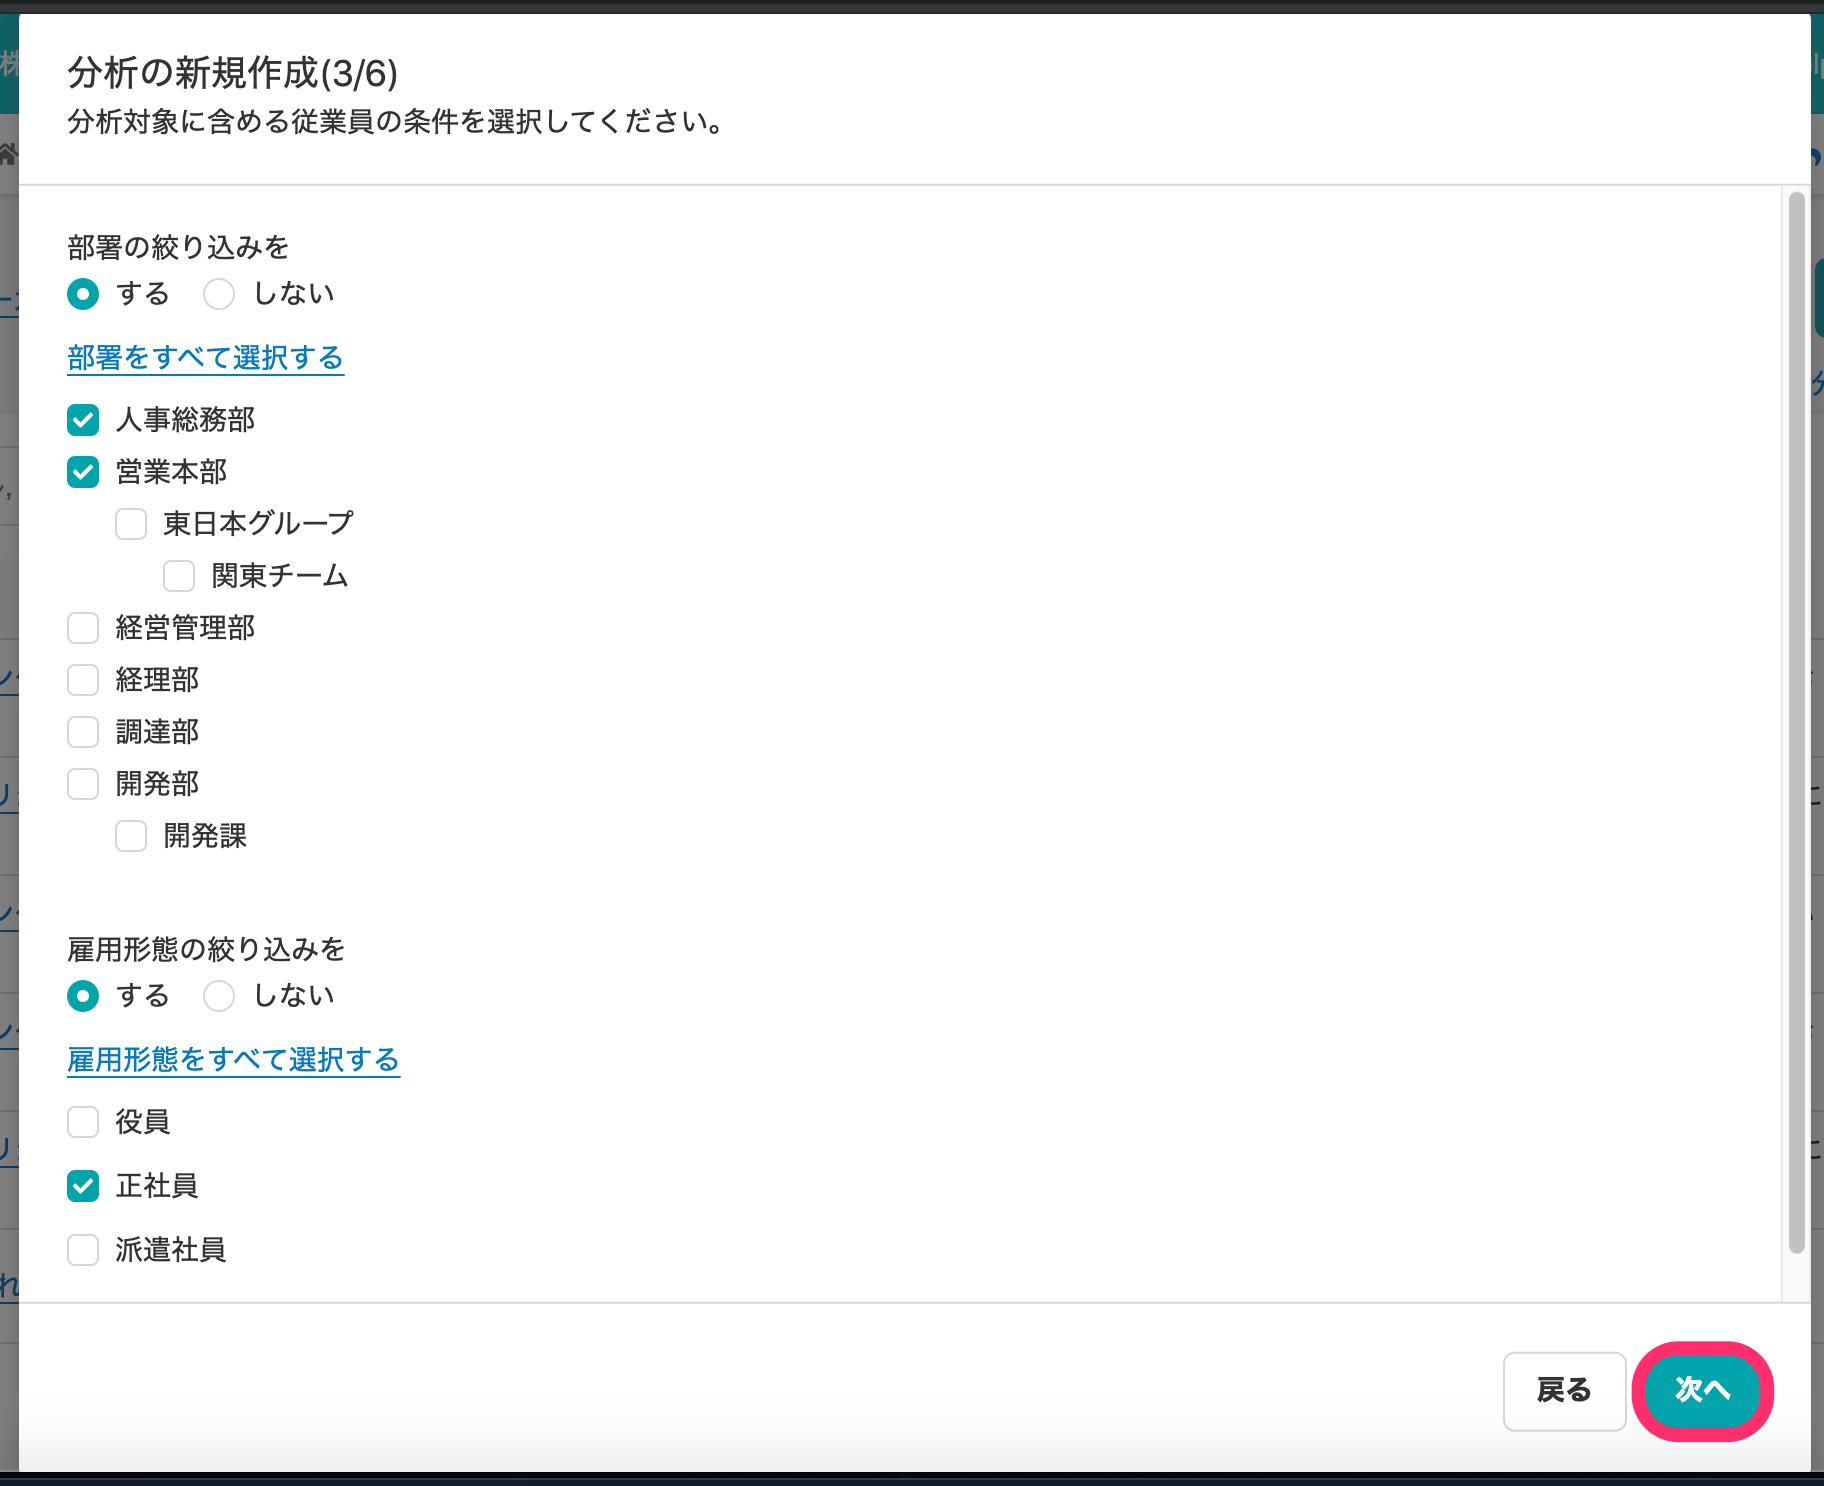 分析の新規作成(3/6)
分析対象に含める従業員の条件を選択してください。
部署の絞り込みを
する しない
部署をすべて選択する
人事総務部
営業本部
東日本グループ
関東チーム
経営管理部
経理部
調達部
開発部
開発課
雇用形態の絞り込みを
する しない
雇用形態をすべて選択する
役員
正社員
派遣社員
戻る 次へ